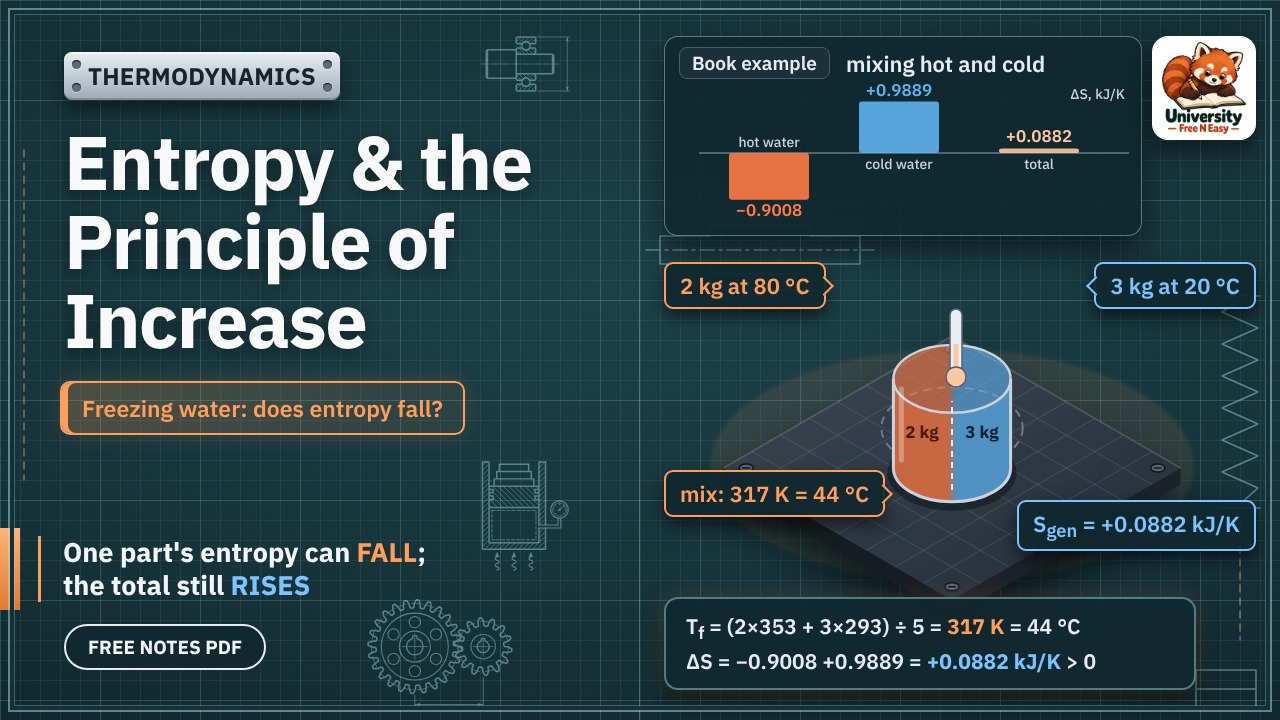 THERMODYNAMICS
Entropy & the
Principle of
Increase
Freezing water: does entropy fall?
One part's entropy can FALL;
the total still RISES
FREE NOTES PDF
Book example
mixing hot and cold
ΔS, kJ/K
+0.9889
+0.0882
hot water
cold water
total
−0.9008
University
Free N Easy
2 kg at 80 °C
3 kg at 20 °C
2 kg
3 kg
mix: 317 K = 44 °C
Sgen = +0.0882 kJ/K
Tf = (2×353 + 3×293) ÷ 5 = 317 K = 44 °C
ΔS = −0.9008 +0.9889 = +0.0882 kJ/K > 0